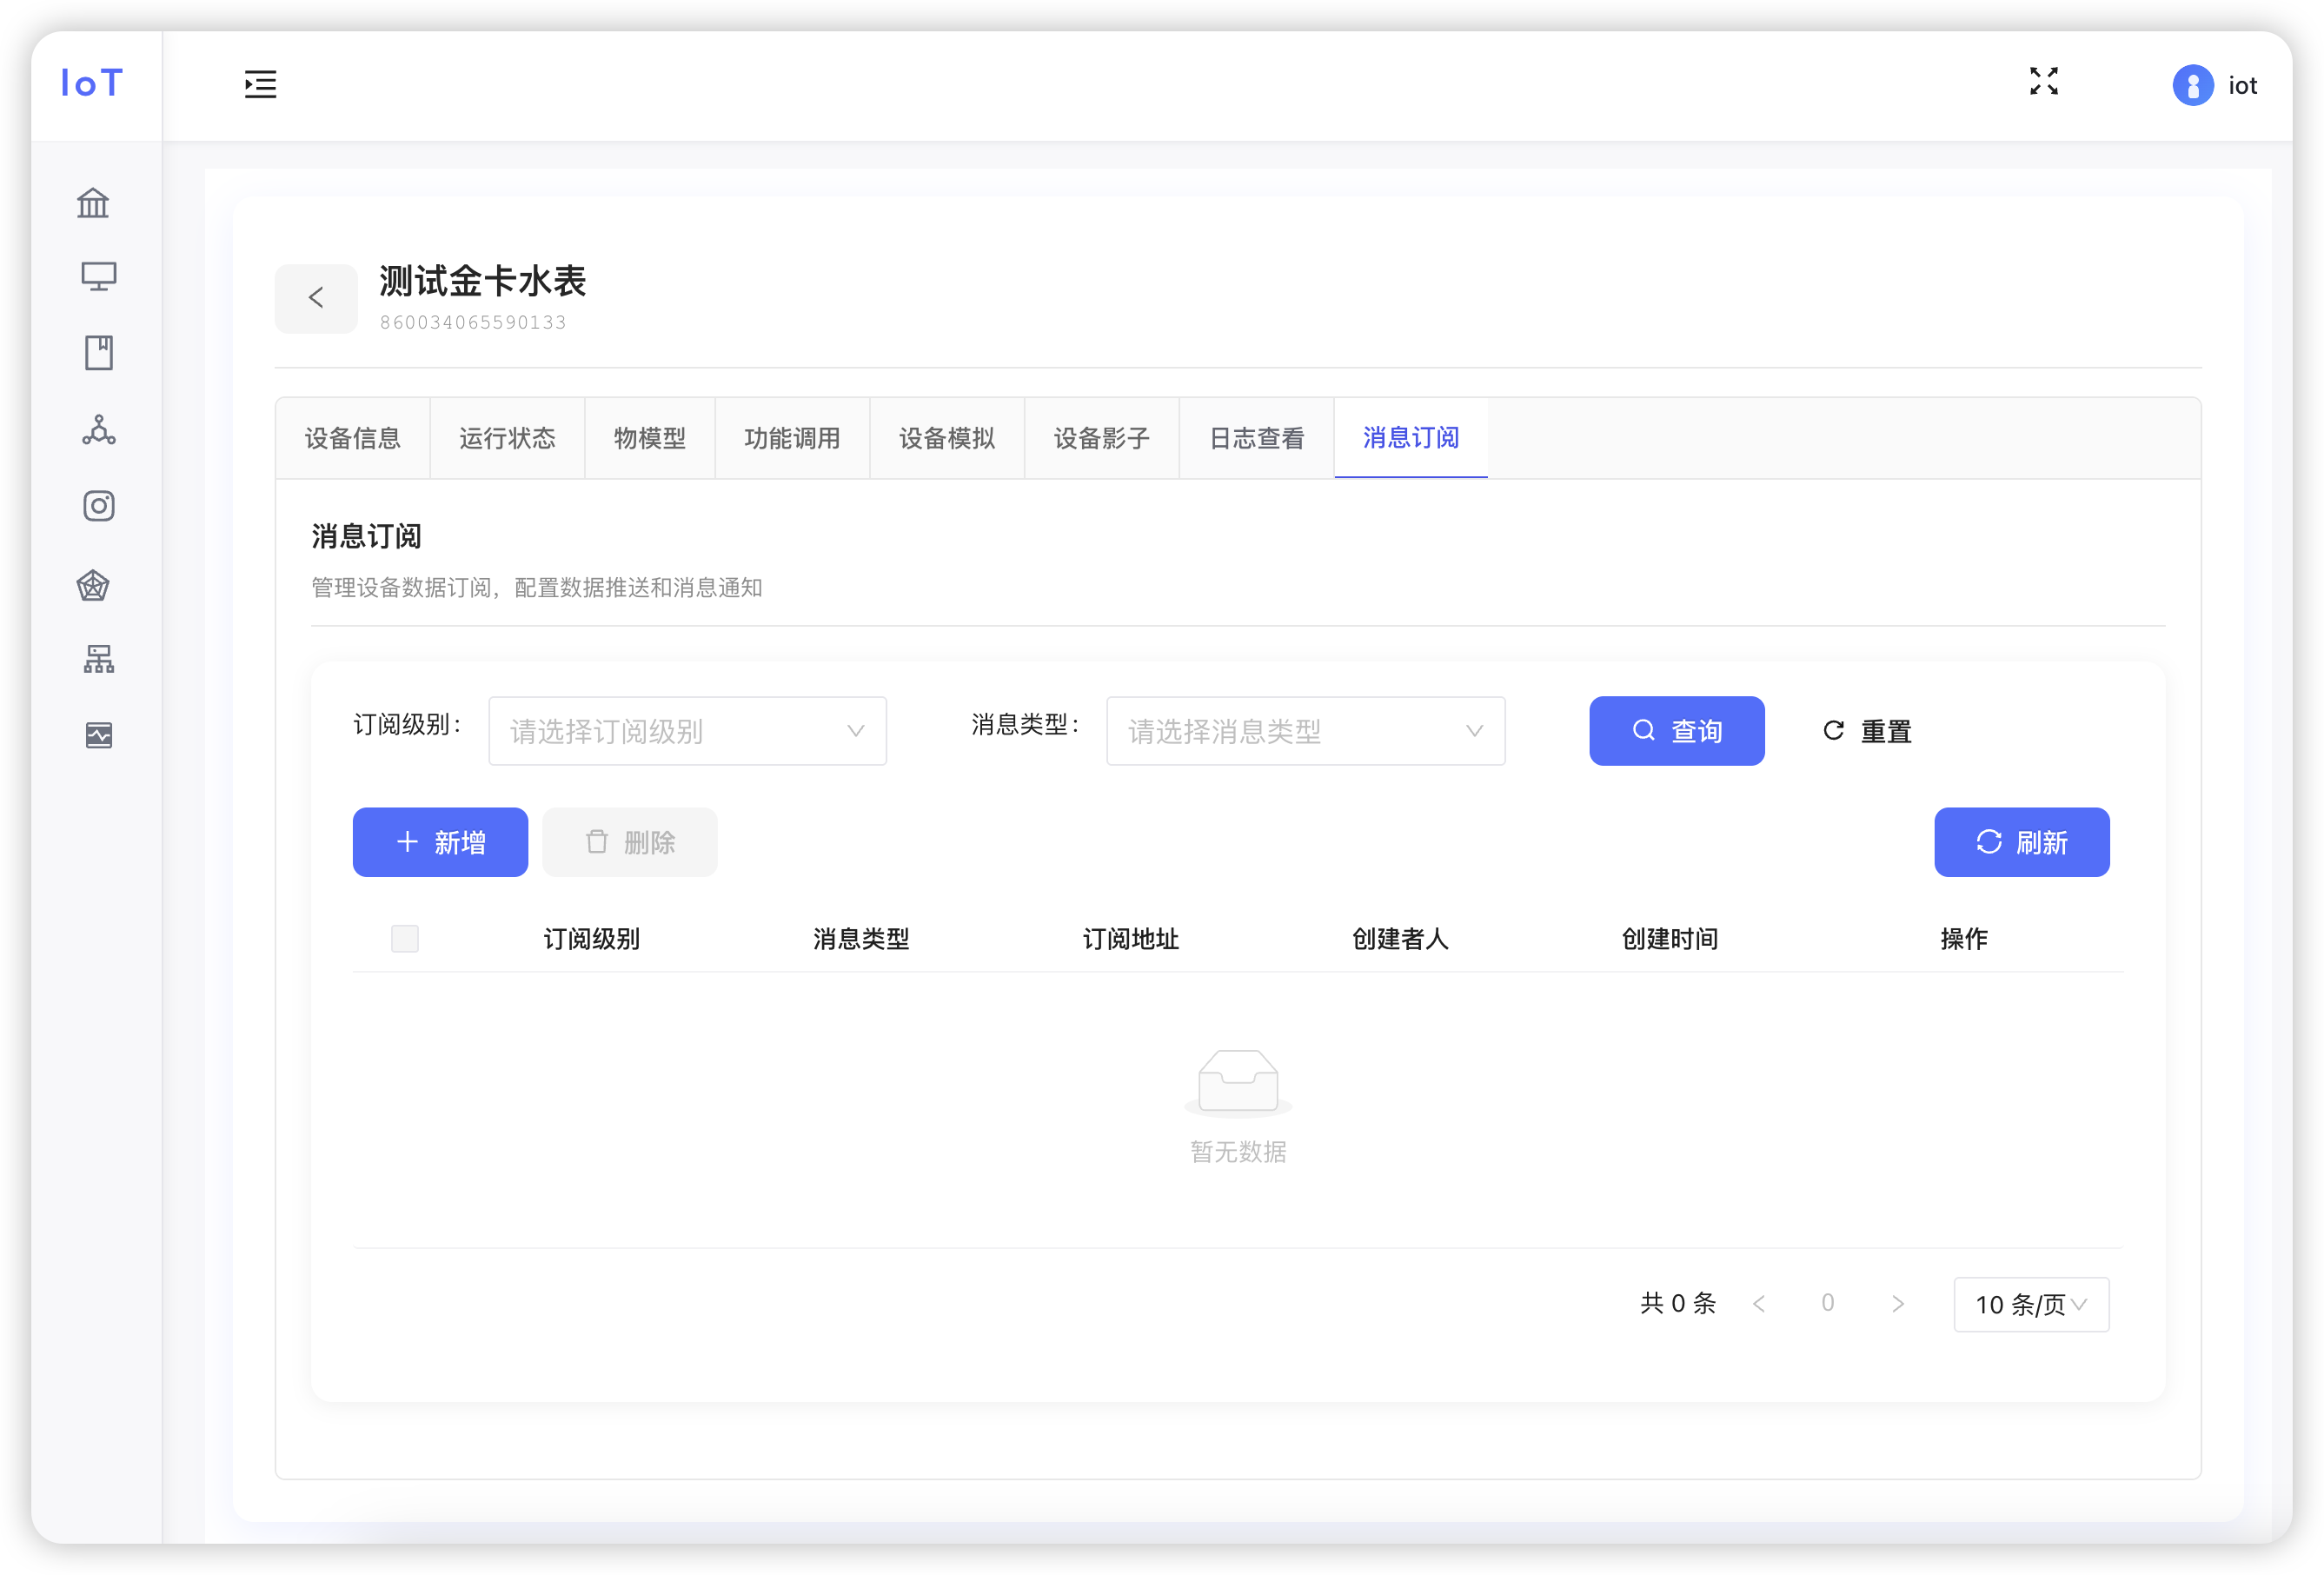 IoT
iot
测试金卡水表
860034065590133
设备信息 运行状态 物模型 功能调用 设备模拟 设备影子 日志查看 消息订阅
消息订阅
管理设备数据订阅，配置数据推送和消息通知
订阅级别： 请选择订阅级别 消息类型： 请选择消息类型 查询 重置
新增 删除 刷新
订阅级别 消息类型 订阅地址 创建者人 创建时间 操作
暂无数据
共 0 条 0 10 条/页